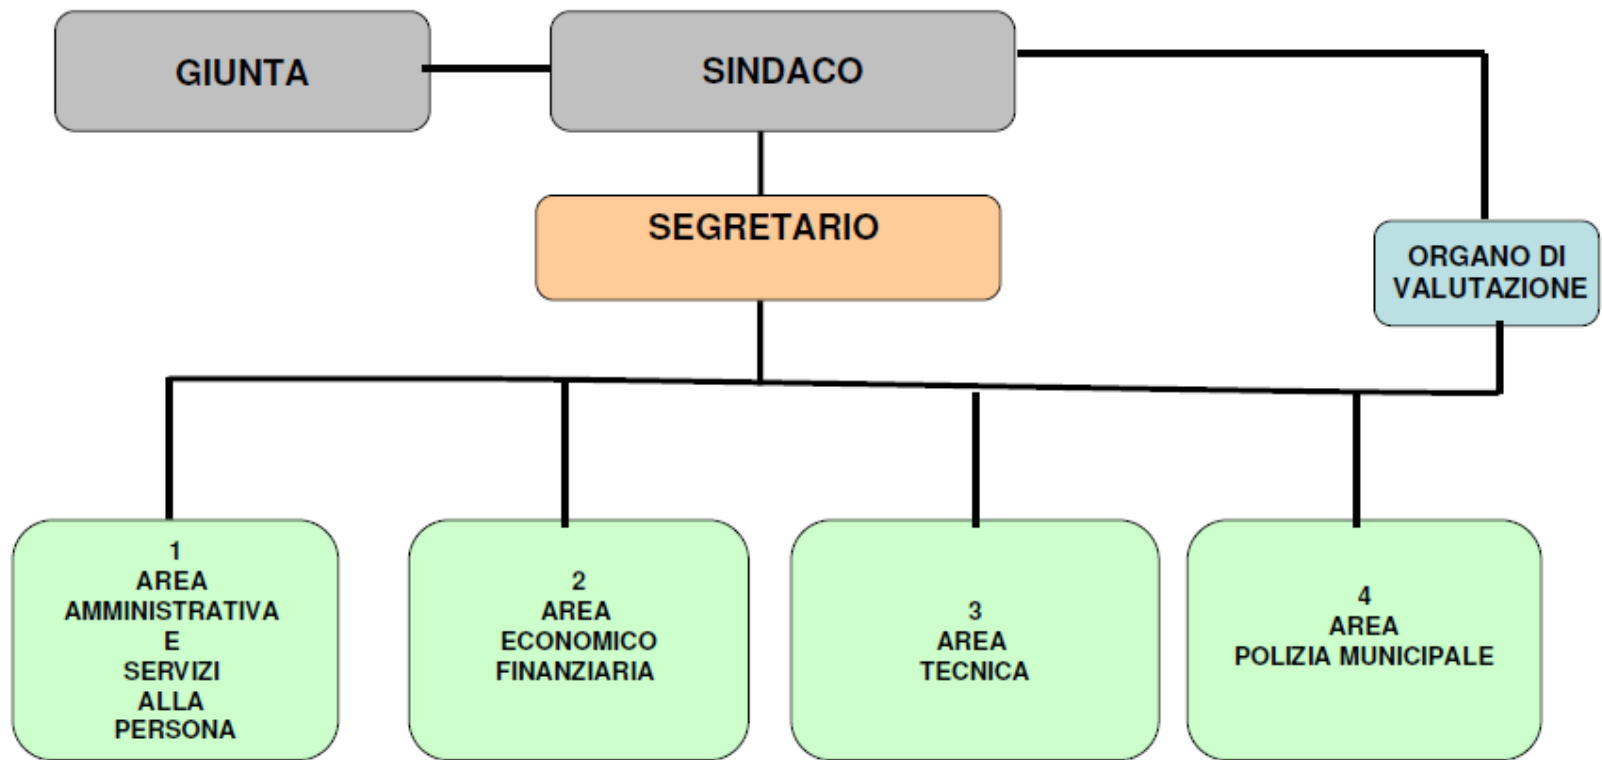 GIUNTA
SINDACO
SEGRETARIO
ORGANO DI
VALUTAZIONE
1
AREA
AMMINISTRATIVA
E
SERVIZI
ALLA
PERSONA
2
AREA
ECONOMICO
FINANZIARIA
3
AREA
TECNICA
4
AREA
POLIZIA MUNICIPALE